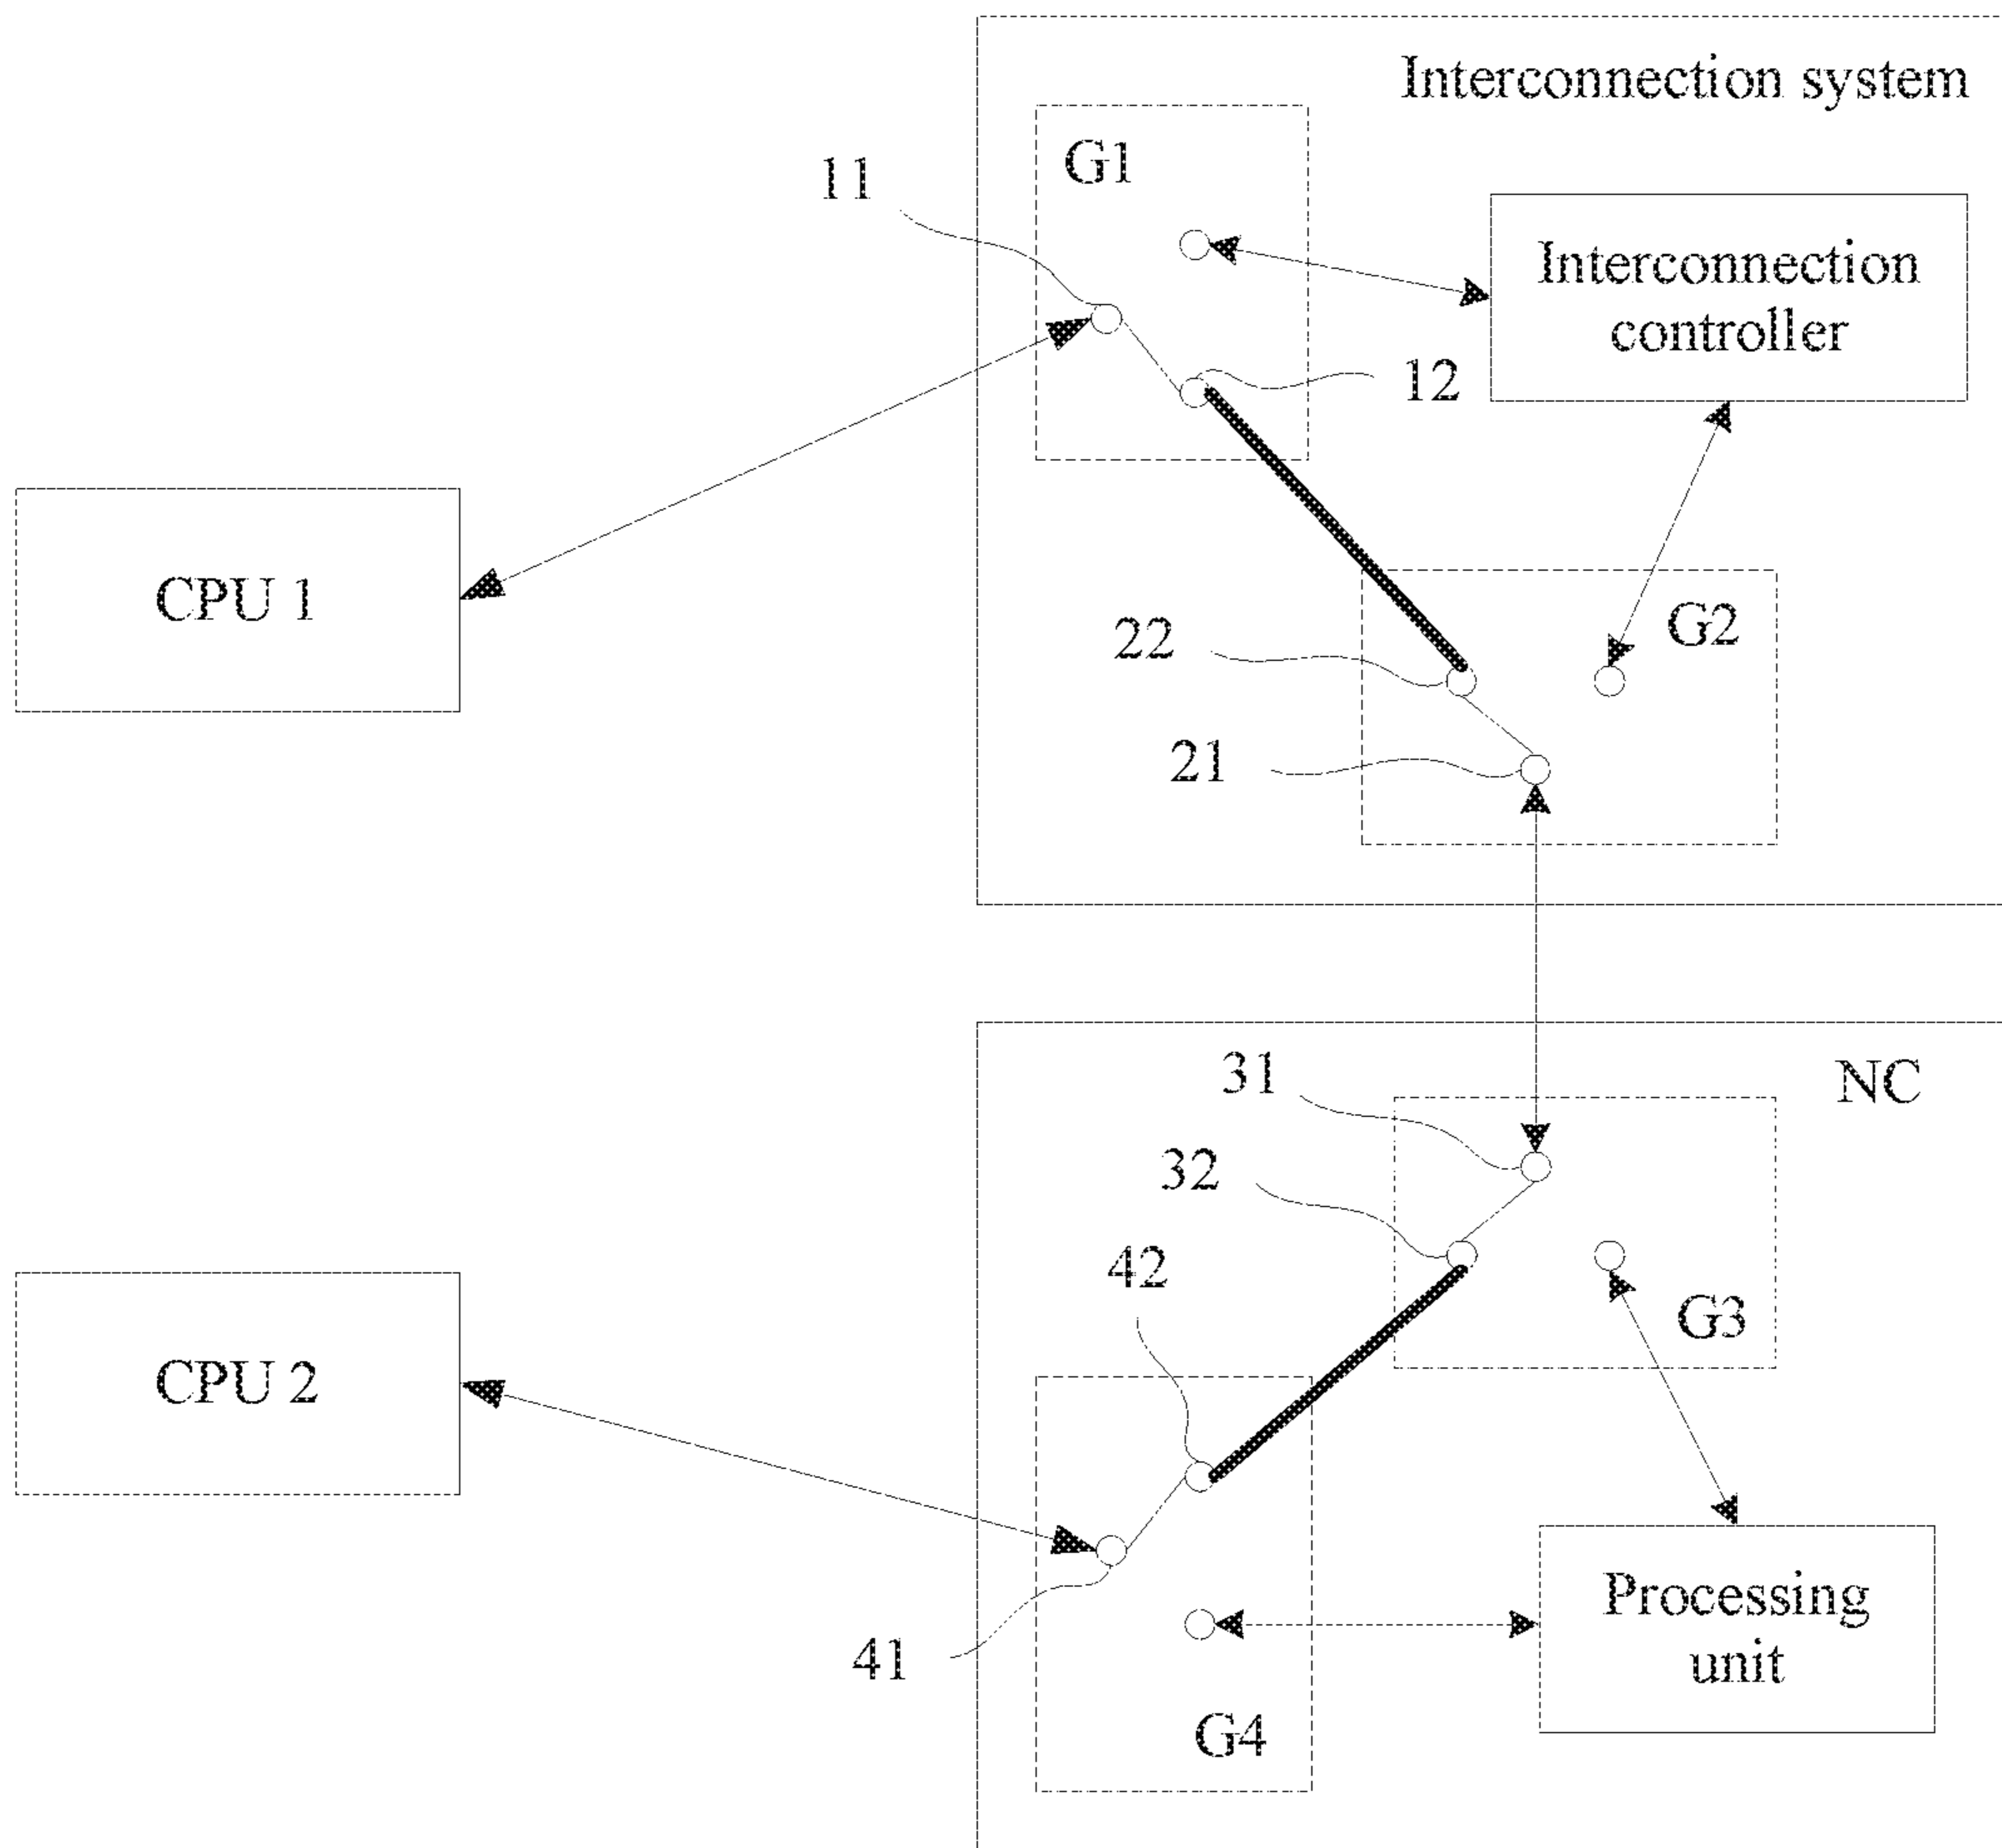 Interconnection system
G1
11
Interconnection
controller
12
CPU 1
G2
22
21
NC
31
32
G3
42
CPU 2
Processing
unit
41
G4